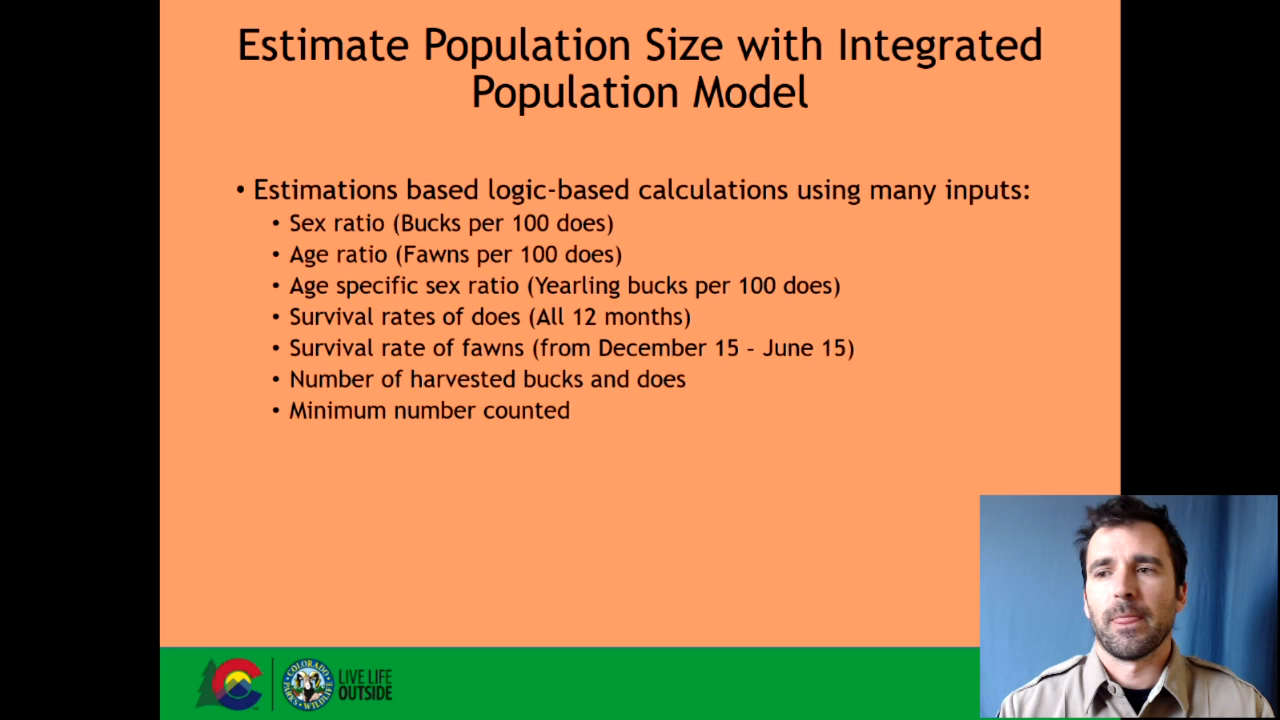 Estimate Population Size with Integrated
Population Model
• Estimations based logic-based calculations using many inputs:
• Sex ratio (Bucks per 100 does)
• Age ratio (Fawns per 100 does)
• Age specific sex ratio (Yearling bucks per 100 does)
• Survival rates of does (All 12 months)
• Survival rate of fawns (from December 15 – June 15)
• Number of harvested bucks and does
• Minimum number counted
COLORADO
PARKS & WILDLIFE
LIVE LIFE
OUTSIDE